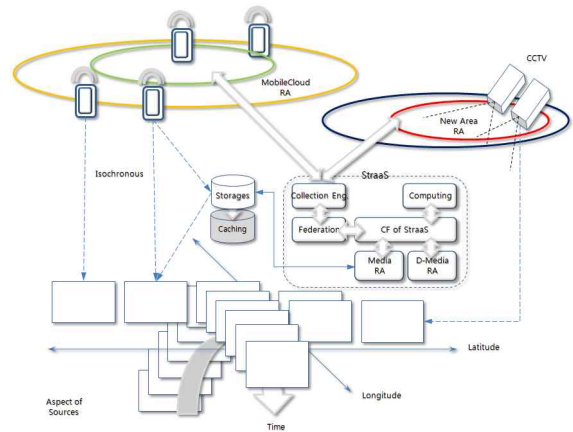 CCTV
MobileCloud
RA
New Area
RA
StraaS
Isochronous
Storages
Caching
Collection Eng.
Computing
Federation
CF of StraaS
Media
RA
D-Media
RA
Latitude
Longitude
Aspect of
Sources
Time